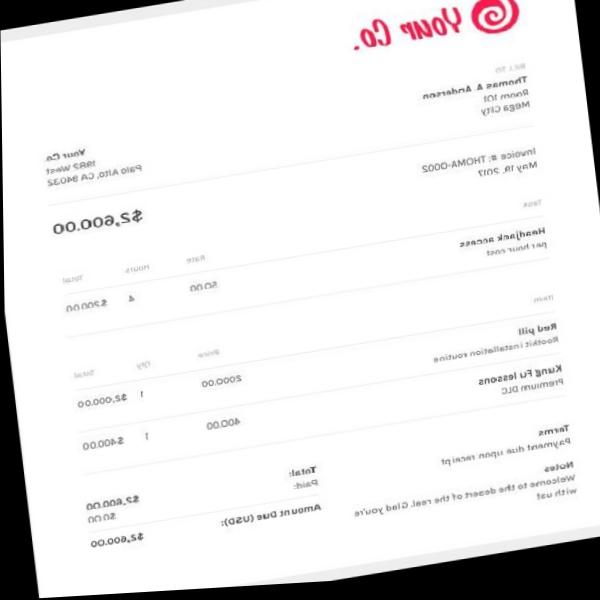 Your Co.
BILL TO
Thomas A. Anderson
Room 101
Mega City
Your Co.
1982 West
Palo Alto, CA 94032
Invoice #: THOMA-0002
May, 19, 2017
$2,600.00
Task Rate Hours Total
Headjack access 50.00 4 $200.00
per hour cost
Item Price Qty Total
Red pill 2000.00 1 $2,000.00
Rootkit installation routine
Kung Fu lessons 400.00 1 $400.00
Premium DLC
Terms
Payment due upon receipt
Notes
Welcome to the desert of the real. Glad you're
with us!
Total: $2,600.00
Paid: $0.00
Amount Due (USD): $2,600.00